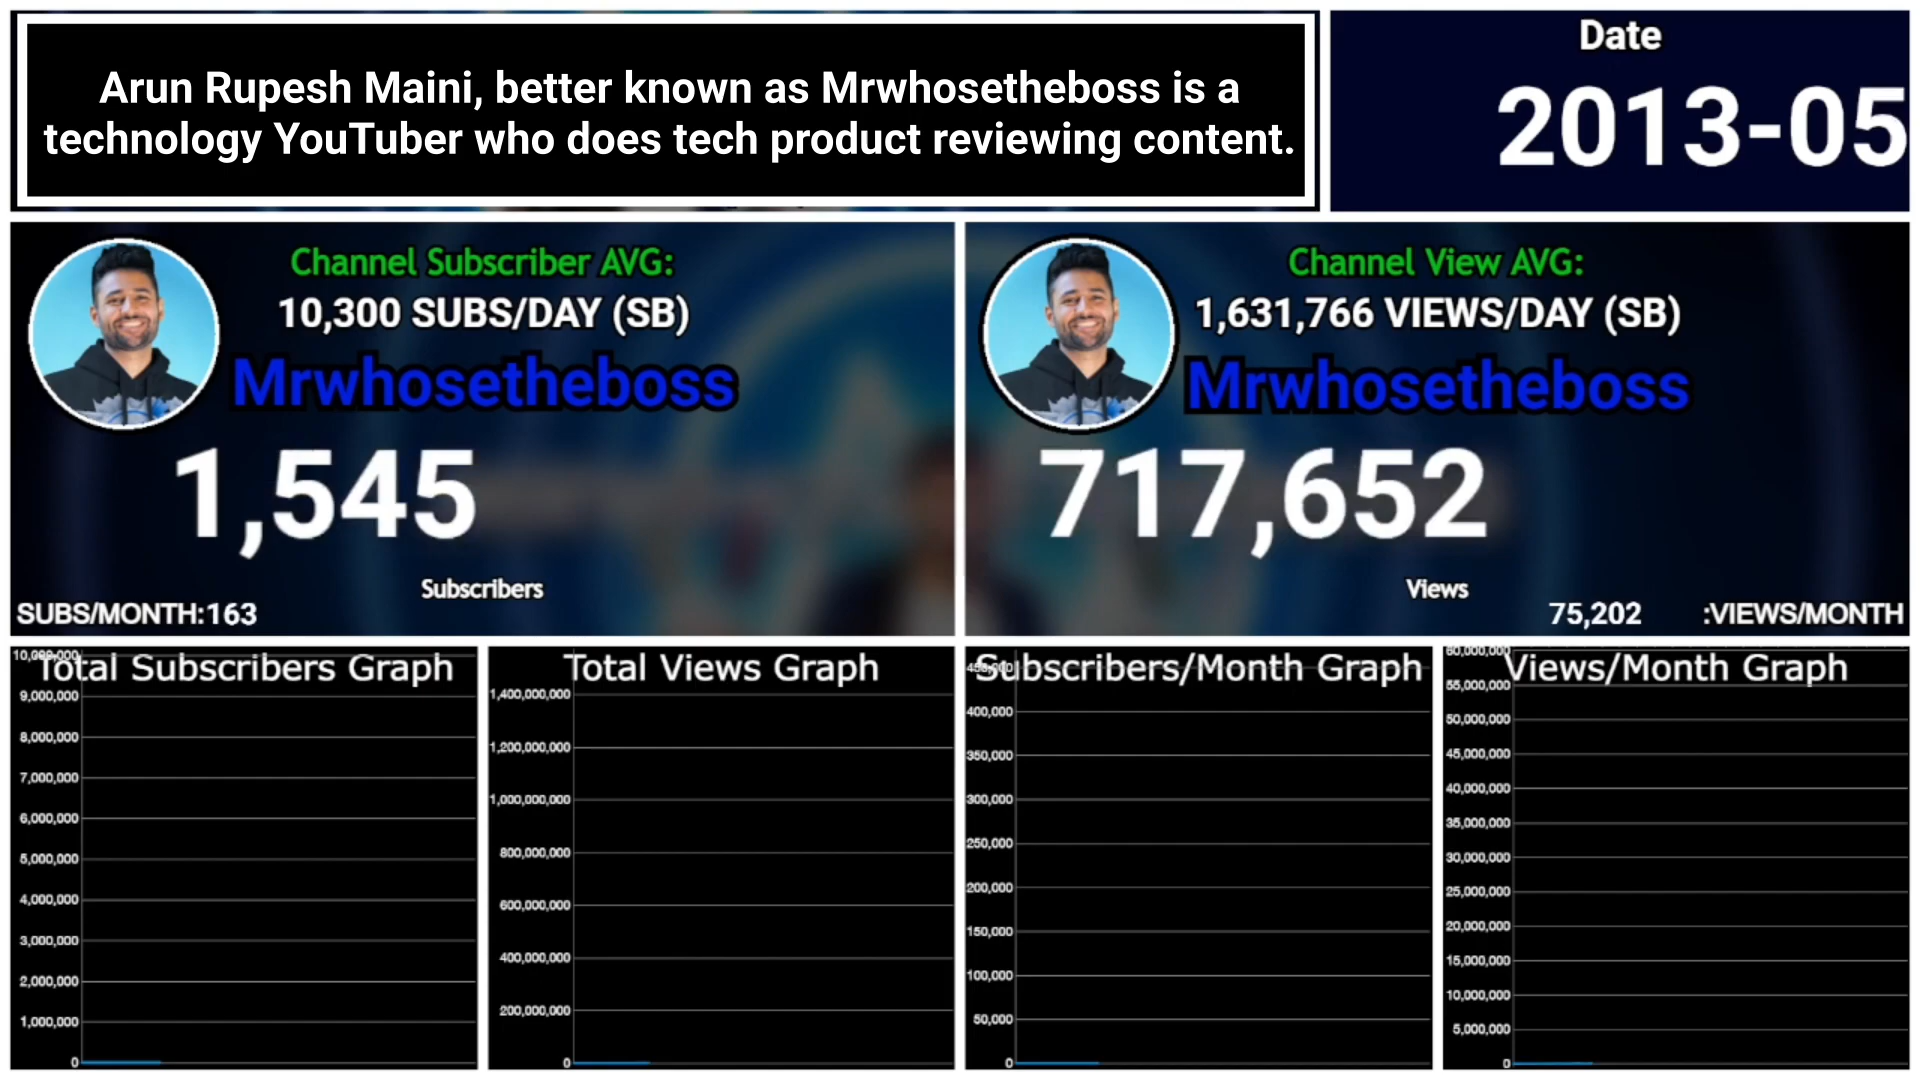 Arun Rupesh Maini, better known as Mrwhosetheboss is a
technology YouTuber who does tech product reviewing content.
Date
2013-05
Channel Subscriber AVG:
10,300 SUBS/DAY (SB)
Mrwhosetheboss
1,545
Subscribers
SUBS/MONTH:163
Channel View AVG:
1,631,766 VIEWS/DAY (SB)
Mrwhosetheboss
717,652
Views
75,202 :VIEWS/MONTH
Total Subscribers Graph
10,000,000
9,000,000
8,000,000
7,000,000
6,000,000
5,000,000
4,000,000
3,000,000
2,000,000
1,000,000
0
Total Views Graph
1,400,000,000
1,200,000,000
1,000,000,000
800,000,000
600,000,000
400,000,000
200,000,000
0
Subscribers/Month Graph
450,000
400,000
350,000
300,000
250,000
200,000
150,000
100,000
50,000
0
Views/Month Graph
60,000,000
55,000,000
50,000,000
45,000,000
40,000,000
35,000,000
30,000,000
25,000,000
20,000,000
15,000,000
10,000,000
5,000,000
0